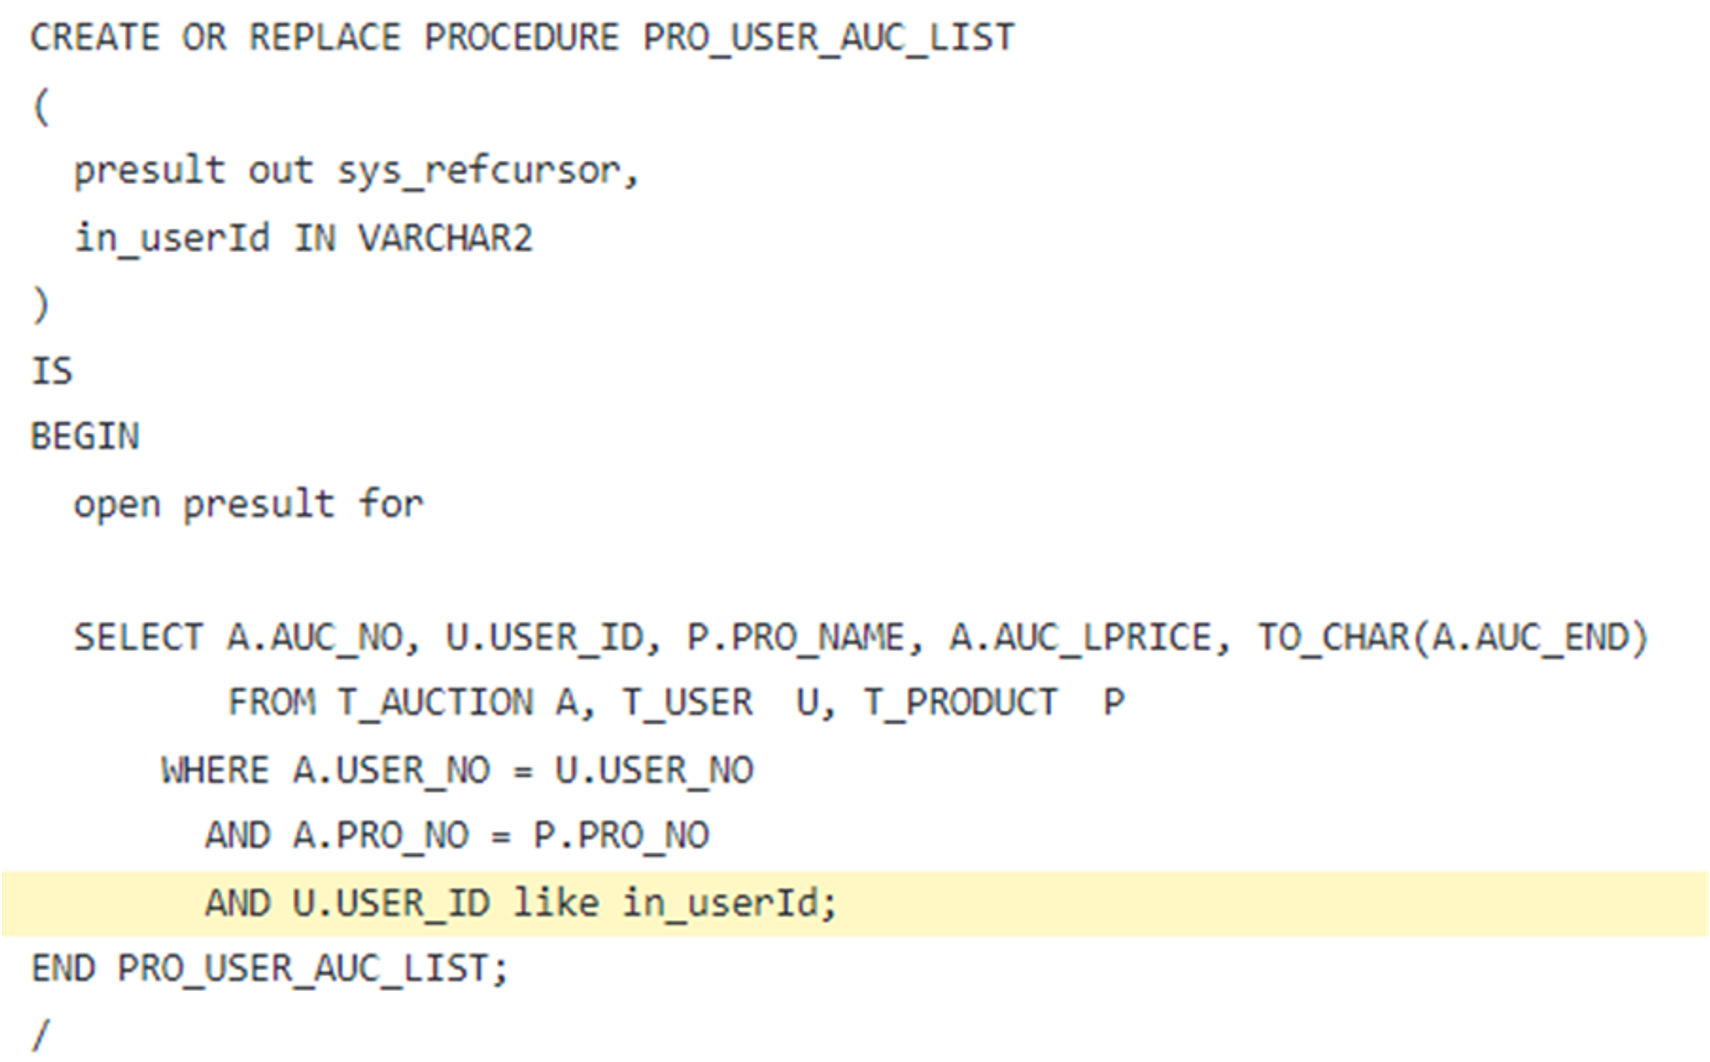 CREATE OR REPLACE PROCEDURE PRO_USER_AUC_LIST
(
  presult out sys_refcursor,
  in_userId IN VARCHAR2
)
IS
BEGIN
  open presult for

  SELECT A.AUC_NO, U.USER_ID, P.PRO_NAME, A.AUC_LPRICE, TO_CHAR(A.AUC_END)
         FROM T_AUCTION A, T_USER  U, T_PRODUCT  P
      WHERE A.USER_NO = U.USER_NO
        AND A.PRO_NO = P.PRO_NO
        AND U.USER_ID like in_userId;
END PRO_USER_AUC_LIST;
/